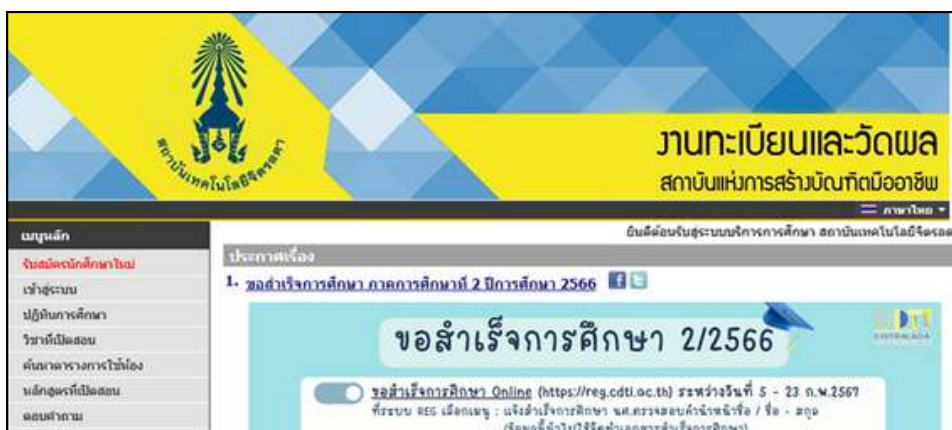 สถาบันเทคโนโลยีจิตรลดา
งานทะเบียนและวัดผล
สถาบันแห่งการสร้างบัณฑิตมืออาชีพ
ภาษาไทย
เมนูหลัก
ยินดีต้อนรับสู่ระบบบริการการศึกษา สถาบันเทคโนโลยีจิตรลด
รับสมัครนักศึกษาใหม่
ประกาศเรื่อง
เข้าสู่ระบบ
1. ขอสำเร็จการศึกษา ภาคการศึกษาที่ 2 ปีการศึกษา 2566
ปฏิทินการศึกษา
วิชาที่เปิดสอน
ค้นหาตารางการใช้ห้อง
หลักสูตรที่เปิดสอน
ตอบคำถาม
ขอสำเร็จการศึกษา 2/2566
CDTI
CHITRALADA
ขอสำเร็จการศึกษา Online (https://reg.cdti.ac.th) ระหว่างวันที่ 5 - 23 ก.พ.2567
ที่ระบบ REG เลือกเมนู : แจ้งสำเร็จการศึกษา นศ.ตรวจสอบคำนำหน้าชื่อ / ชื่อ - สกุล